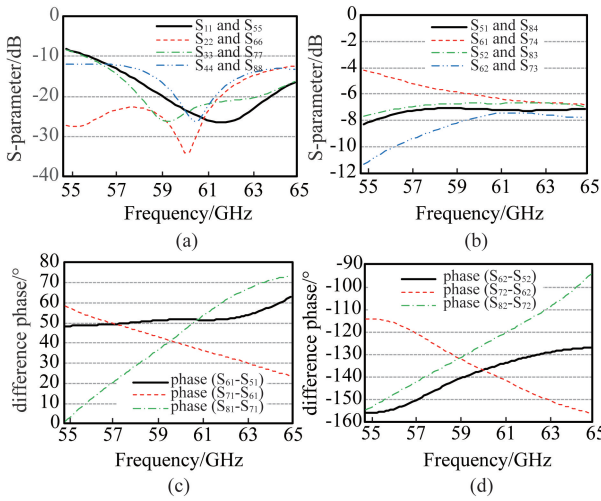 S-parameter/dB
0
-10
-20
-30
-40
S11 and S55
S22 and S66
S33 and S77
S44 and S88
55 57 59 61 63 65
Frequency/GHz
(a)
S-parameter/dB
0
-2
-4
-6
-8
-10
-12
S51 and S84
S61 and S74
S52 and S83
S62 and S73
55 57 59 61 63 65
Frequency/GHz
(b)
difference phase/°
80
70
60
50
40
30
20
10
0
phase (S61-S51)
phase (S71-S61)
phase (S81-S71)
55 57 59 61 63 65
Frequency/GHz
(c)
difference phase/°
-90
-100
-110
-120
-130
-140
-150
-160
phase (S62-S52)
phase (S72-S62)
phase (S82-S72)
55 57 59 61 63 65
Frequency/GHz
(d)